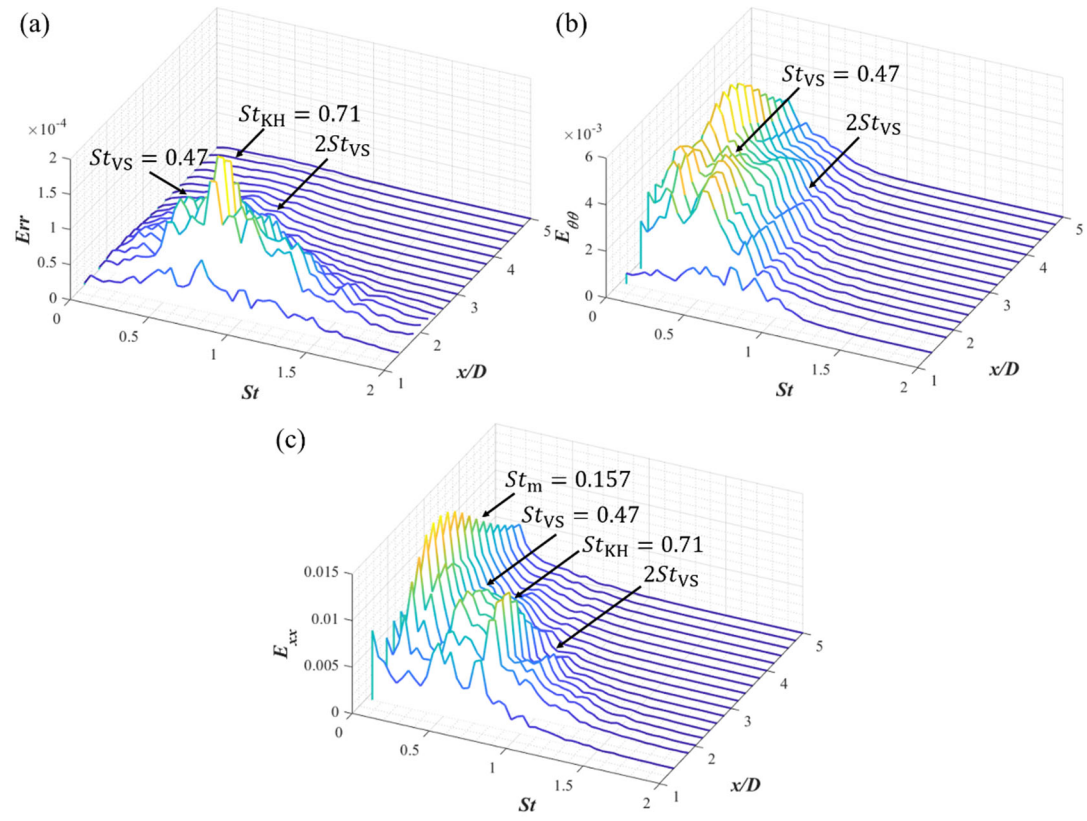 (a)
×10⁻⁴
2
1.5
1
0.5
0
Err
St_VS = 0.47
St_KH = 0.71
2St_VS
0
0.5
1
1.5
2
St
1
2
3
4
5
x/D
(b)
×10⁻³
6
4
2
0
E_θθ
St_VS = 0.47
2St_VS
0
0.5
1
1.5
2
St
1
2
3
4
5
x/D
(c)
0.015
0.01
0.005
0
E_xx
St_m = 0.157
St_VS = 0.47
St_KH = 0.71
2St_VS
0
0.5
1
1.5
2
St
1
2
3
4
5
x/D